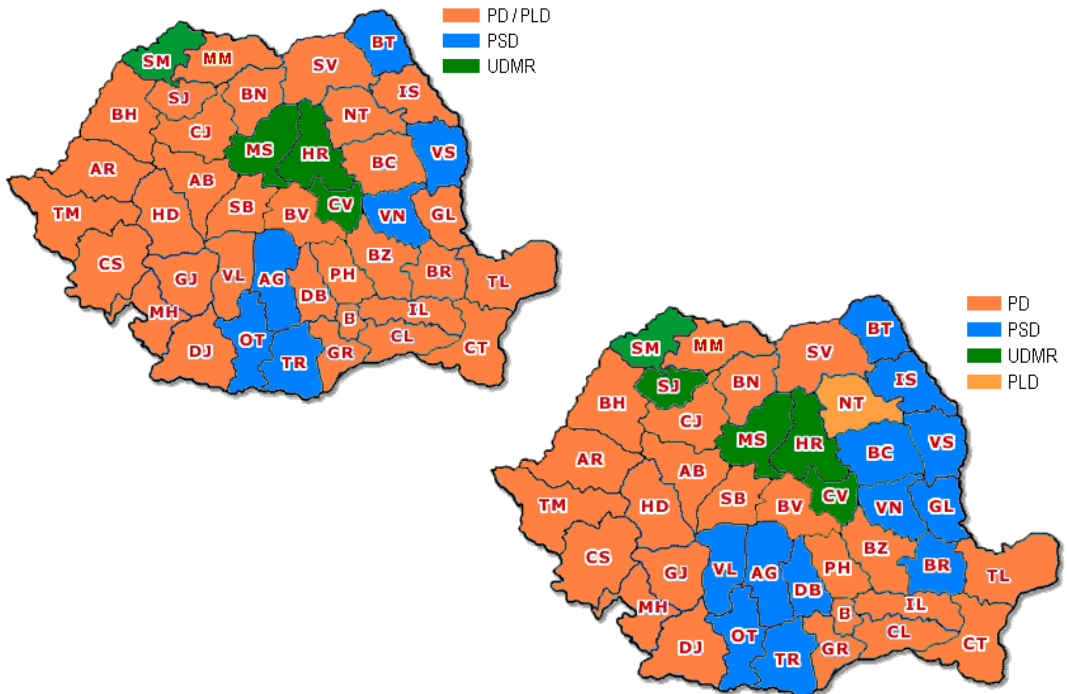 PD / PLD
PSD
UDMR
BT
SM
MM
SV
SJ
BN
IS
BH
NT
CJ
MS
HR
VS
BC
AR
AB
CV
SB
TM
HD
BV
VN
GL
BZ
CS
GJ
VL
AG
PH
BR
TL
DB
MH
B
IL
OT
CL
DJ
TR
GR
CT
PD
PSD
UDMR
PLD
BT
SM
MM
SV
SJ
BN
IS
BH
NT
CJ
MS
HR
VS
BC
AR
AB
CV
SB
TM
HD
BV
VN
GL
BZ
CS
GJ
VL
AG
PH
BR
TL
DB
MH
B
IL
OT
CL
DJ
TR
GR
CT